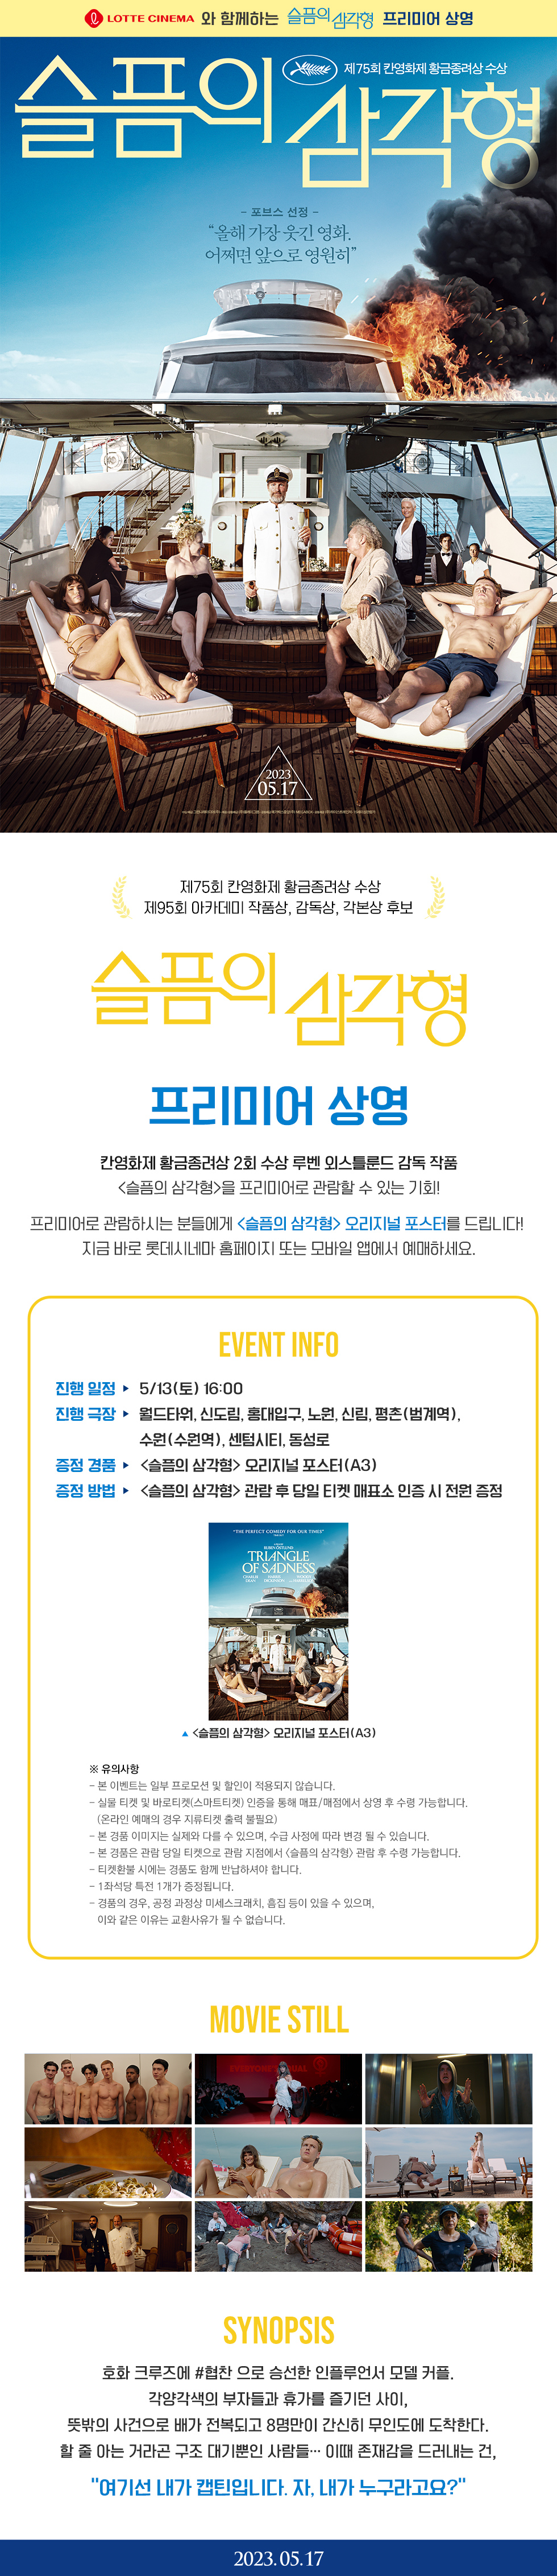 LOTTE CINEMA 와 함께하는 슬픔의 삼각형 프리미어 상영
제75회 칸영화제 황금종려상 수상
슬픔의 삼각형
- 포브스 선정 -
“올해 가장 웃긴 영화.
어쩌면 앞으로 영원히”
2023
05.17
제75회 칸영화제 황금종려상 수상
제95회 아카데미 작품상, 감독상, 각본상 후보
슬픔의 삼각형
프리미어 상영
칸영화제 황금종려상 2회 수상 루벤 외스틀룬드 감독 작품
<슬픔의 삼각형>을 프리미어로 관람할 수 있는 기회!
프리미어로 관람하시는 분들에게 <슬픔의 삼각형> 오리지널 포스터를 드립니다!
지금 바로 롯데시네마 홈페이지 또는 모바일 앱에서 예매하세요.
EVENT INFO
진행 일정 ▶ 5/13(토) 16:00
진행 극장 ▶ 월드타워, 신도림, 홍대입구, 노원, 신림, 평촌(범계역),
수원(수원역), 센텀시티, 동성로
증정 경품 ▶ <슬픔의 삼각형> 오리지널 포스터(A3)
증정 방법 ▶ <슬픔의 삼각형> 관람 후 당일 티켓 매표소 인증 시 전원 증정
"THE PERFECT COMEDY FOR OUR TIMES"
TRIANGLE
OF SADNESS
▲ <슬픔의 삼각형> 오리지널 포스터(A3)
※ 유의사항
- 본 이벤트는 일부 프로모션 및 할인이 적용되지 않습니다.
- 실물 티켓 및 바로티켓(스마트티켓) 인증을 통해 매표/매점에서 상영 후 수령 가능합니다.
(온라인 예매의 경우 지류티켓 출력 불필요)
- 본 경품 이미지는 실제와 다를 수 있으며, 수급 사정에 따라 변경 될 수 있습니다.
- 본 경품은 관람 당일 티켓으로 관람 지점에서 <슬픔의 삼각형> 관람 후 수령 가능합니다.
- 티켓환불 시에는 경품도 함께 반납하셔야 합니다.
- 1좌석당 특전 1개가 증정됩니다.
- 경품의 경우, 공정 과정상 미세스크래치, 흠집 등이 있을 수 있으며,
이와 같은 이유는 교환사유가 될 수 없습니다.
MOVIE STILL
SYNOPSIS
호화 크루즈에 #협찬 으로 승선한 인플루언서 모델 커플.
각양각색의 부자들과 휴가를 즐기던 사이,
뜻밖의 사건으로 배가 전복되고 8명만이 간신히 무인도에 도착한다.
할 줄 아는 거라곤 구조 대기뿐인 사람들… 이때 존재감을 드러내는 건,
"여기선 내가 캡틴입니다. 자, 내가 누구라고요?"
2023. 05. 17